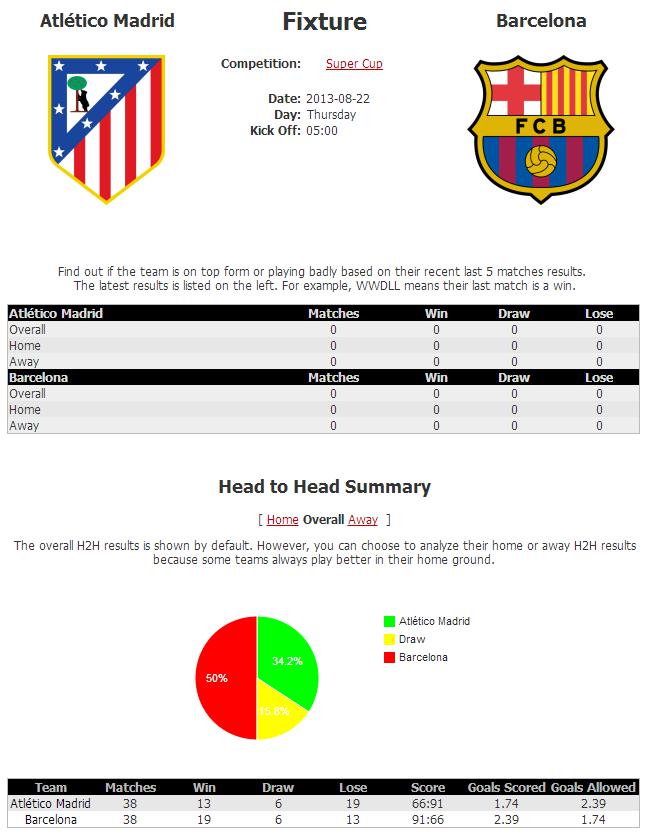 Atlético Madrid Fixture Barcelona
Competition: Super Cup
Date: 2013-08-22
Day: Thursday
Kick Off: 05:00
F C B
Find out if the team is on top form or playing badly based on their recent last 5 matches results.
The latest results is listed on the left. For example, WWDLL means their last match is a win.
Atlético Madrid Matches Win Draw Lose
Overall 0 0 0 0
Home 0 0 0 0
Away 0 0 0 0
Barcelona Matches Win Draw Lose
Overall 0 0 0 0
Home 0 0 0 0
Away 0 0 0 0
Head to Head Summary
[ Home Overall Away ]
The overall H2H results is shown by default. However, you can choose to analyze their home or away H2H results
because some teams always play better in their home ground.
Atlético Madrid
Draw
Barcelona
34.2%
50%
15.8%
Team Matches Win Draw Lose Score Goals Scored Goals Allowed
Atlético Madrid 38 13 6 19 66:91 1.74 2.39
Barcelona 38 19 6 13 91:66 2.39 1.74